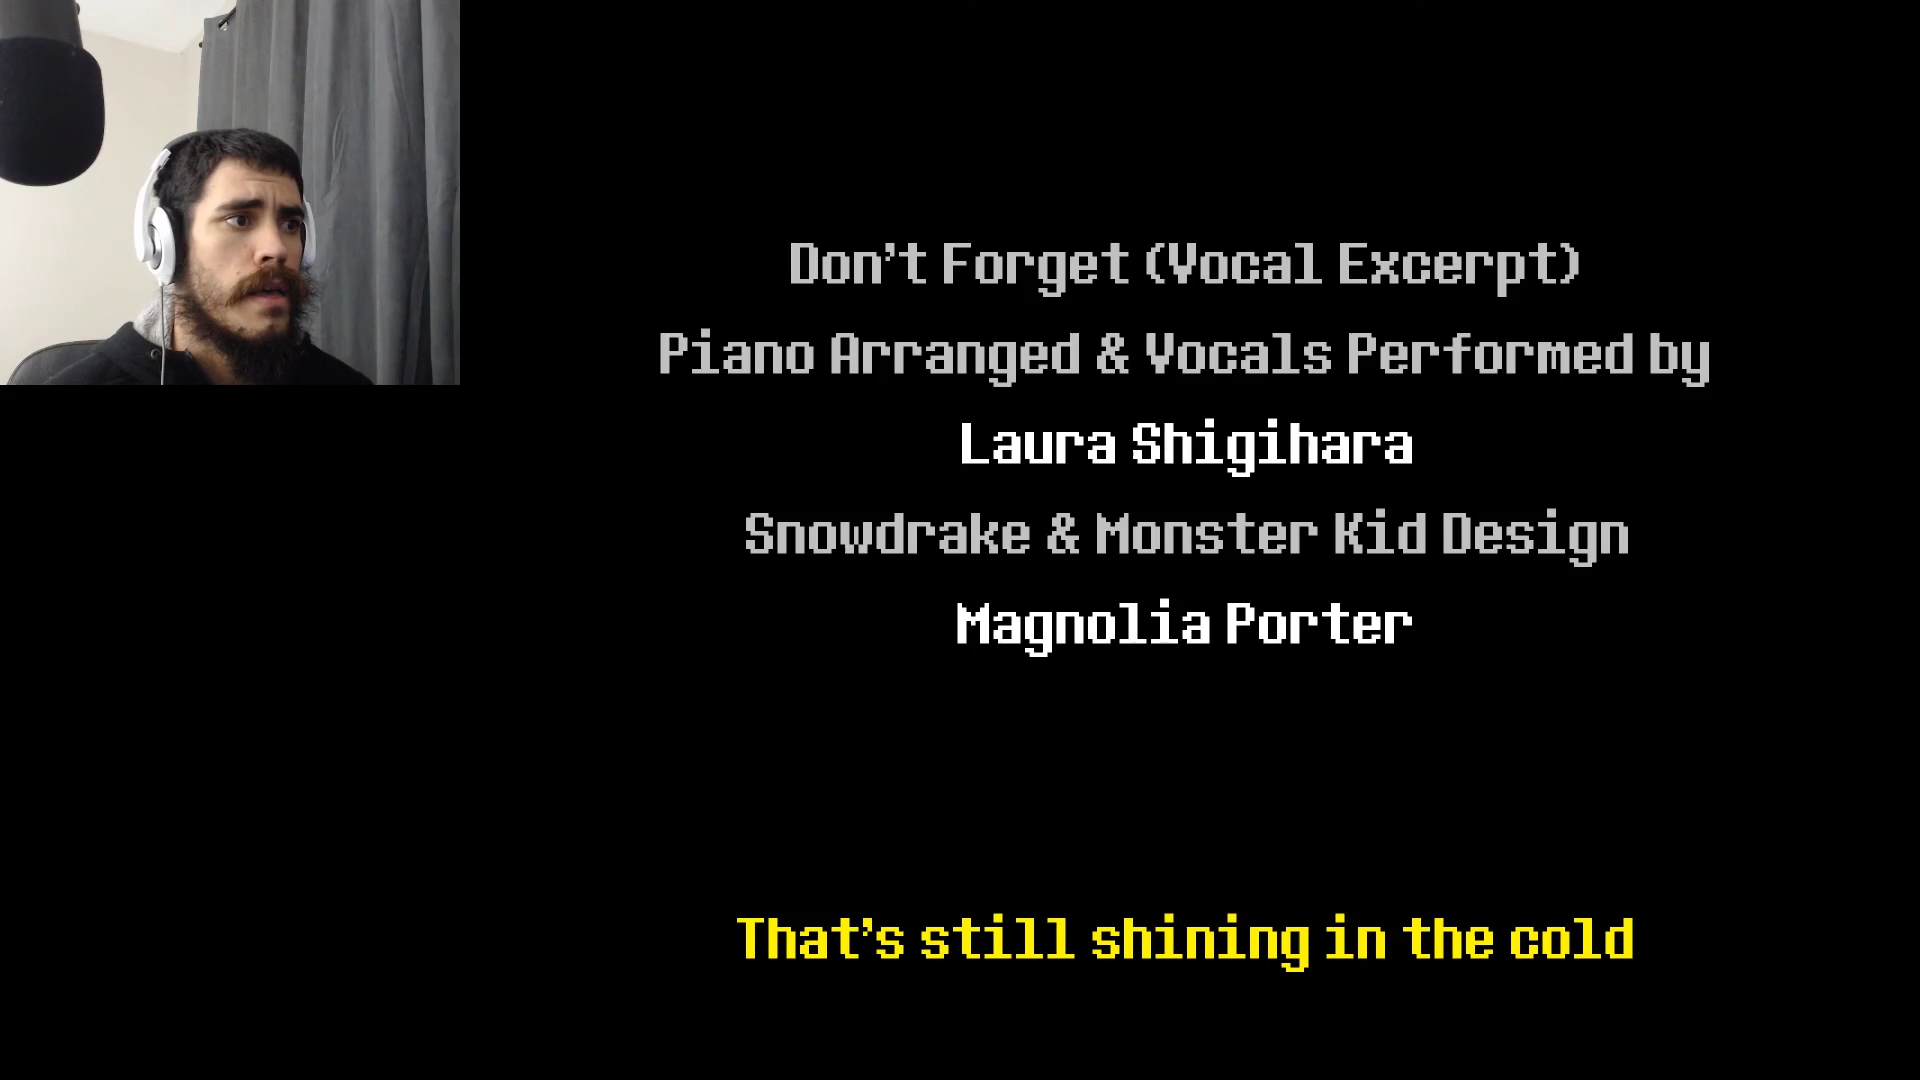 Don't Forget (Vocal Excerpt)
Piano Arranged & Vocals Performed by
Laura Shigihara
Snowdrake & Monster Kid Design
Magnolia Porter
That's still shining in the cold